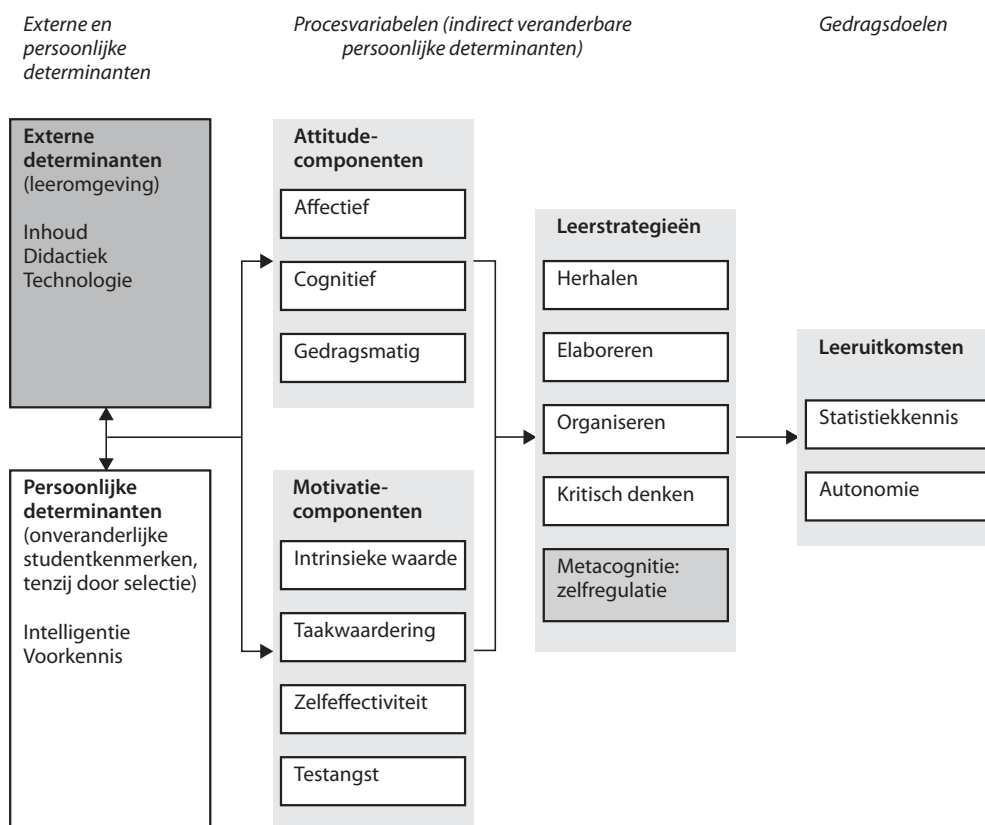 Externe en
persoonlijke
determinanten
Procesvariabelen (indirect veranderbare
persoonlijke determinanten)
Gedragsdoelen
Externe
determinanten
(leeromgeving)
Inhoud
Didactiek
Technologie
Persoonlijke
determinanten
(onveranderlijke
studentkenmerken,
tenzij door selectie)
Intelligentie
Voorkennis
Attitude-
componenten
Affectief
Cognitief
Gedragsmatig
Motivatie-
componenten
Intrinsieke waarde
Taakwaardering
Zelfeffectiviteit
Testangst
Leerstrategieën
Herhalen
Elaboreren
Organiseren
Kritisch denken
Metacognitie:
zelfregulatie
Leeruitkomsten
Statistiekkennis
Autonomie